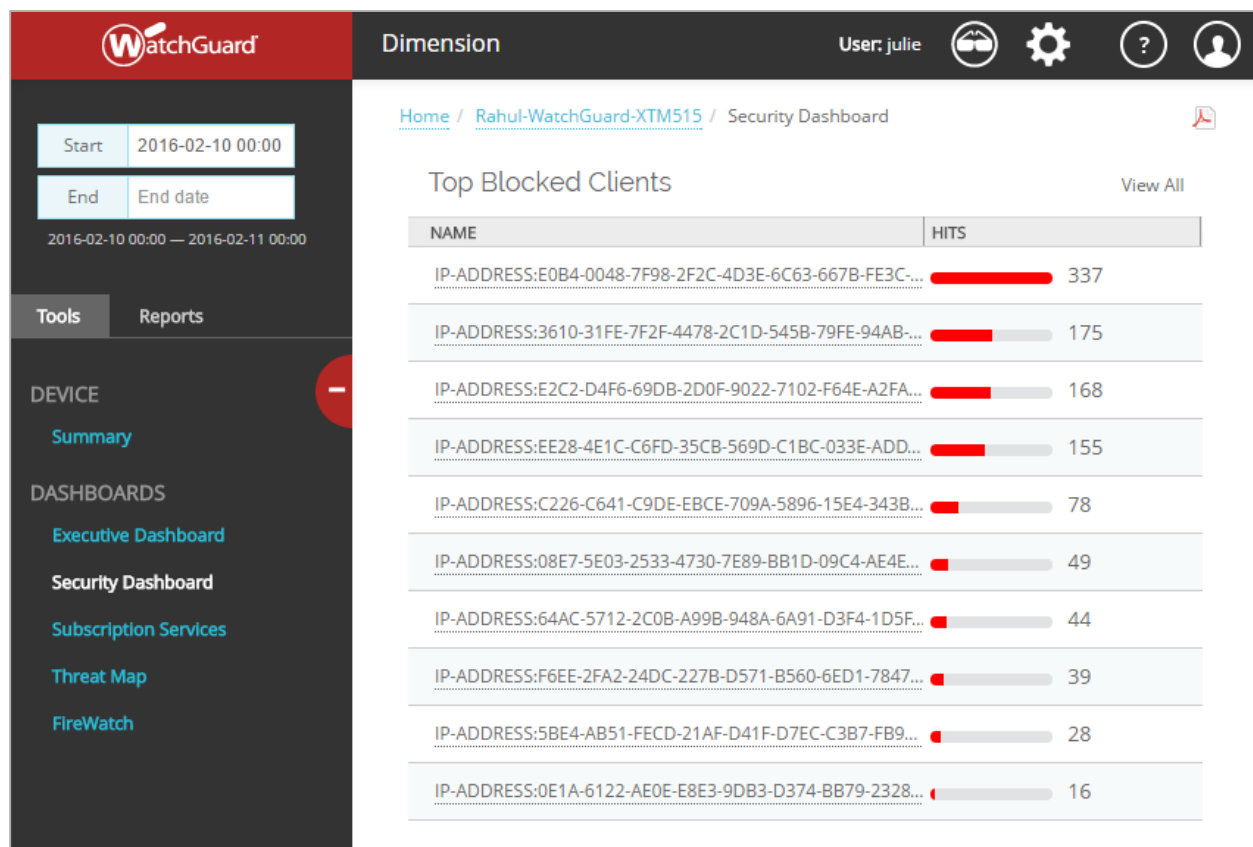 WatchGuard
Dimension
User: julie
?
Start
2016-02-10 00:00
End
End date
2016-02-10 00:00 — 2016-02-11 00:00
Tools
Reports
DEVICE
Summary
DASHBOARDS
Executive Dashboard
Security Dashboard
Subscription Services
Threat Map
FireWatch
Home / Rahul-WatchGuard-XTM515 / Security Dashboard
Top Blocked Clients
View All
NAME HITS
IP-ADDRESS:E0B4-0048-7F98-2F2C-4D3E-6C63-667B-FE3C-... 337
IP-ADDRESS:3610-31FE-7F2F-4478-2C1D-545B-79FE-94AB-... 175
IP-ADDRESS:E2C2-D4F6-69DB-2D0F-9022-7102-F64E-A2FA... 168
IP-ADDRESS:EE28-4E1C-C6FD-35CB-569D-C1BC-033E-ADD... 155
IP-ADDRESS:C226-C641-C9DE-EBCE-709A-5896-15E4-343B... 78
IP-ADDRESS:08E7-5E03-2533-4730-7E89-BB1D-09C4-AE4E... 49
IP-ADDRESS:64AC-5712-2C0B-A99B-948A-6A91-D3F4-1D5F... 44
IP-ADDRESS:F6EE-2FA2-24DC-227B-D571-B560-6ED1-7847... 39
IP-ADDRESS:5BE4-AB51-FECD-21AF-D41F-D7EC-C3B7-FB9... 28
IP-ADDRESS:0E1A-6122-AE0E-E8E3-9DB3-D374-BB79-2328... 16